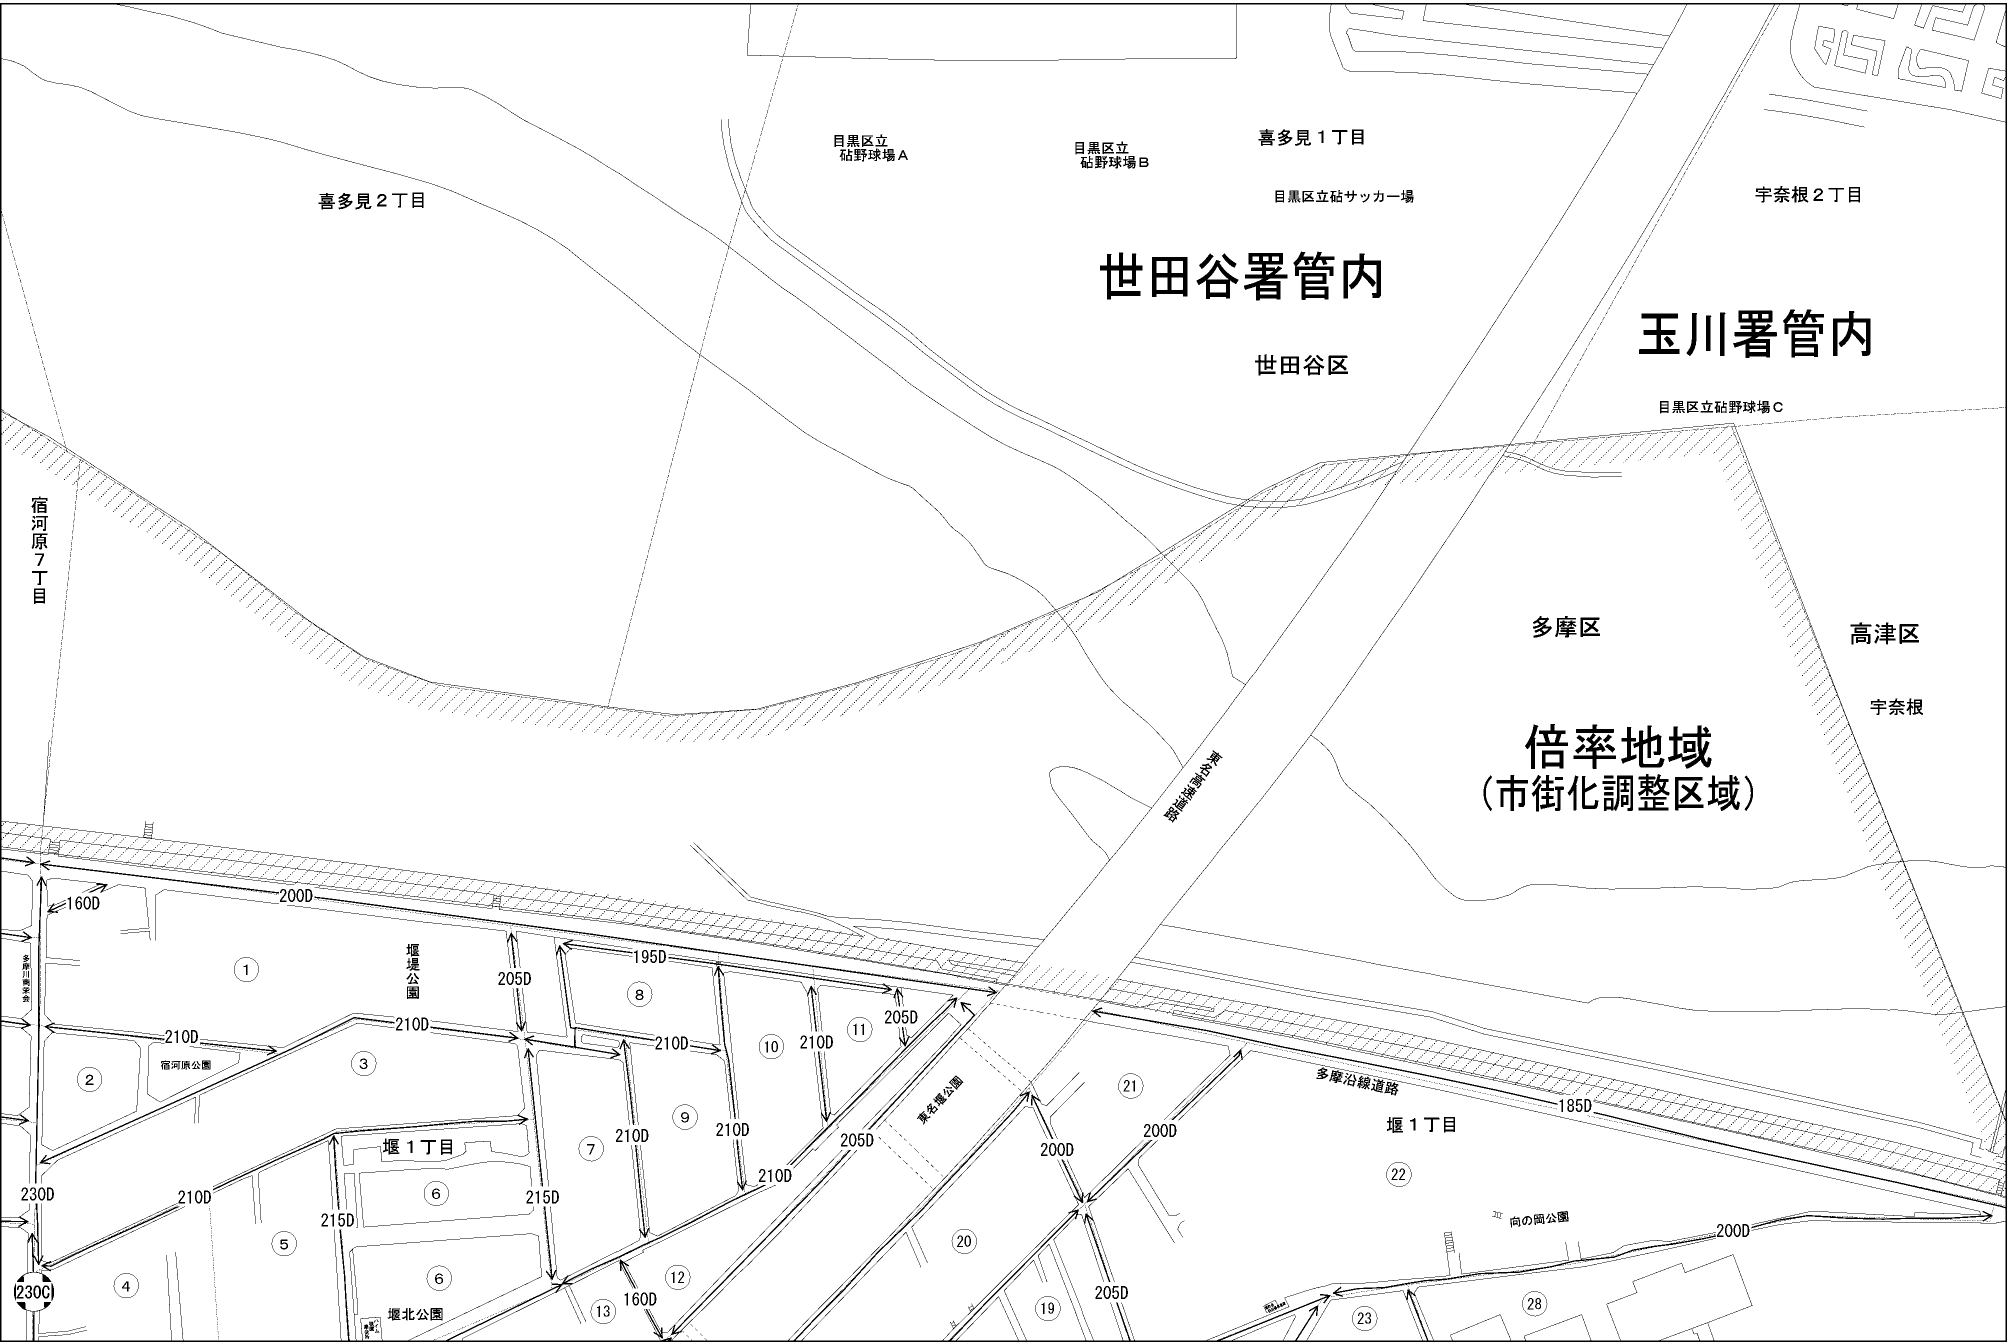 目黒区立
砧野球場A
目黒区立
砧野球場B
喜多見1丁目
目黒区立砧サッカー場
喜多見2丁目
宇奈根2丁目
世田谷署管内
玉川署管内
世田谷区
目黒区立砧野球場C
宿河原7丁目
多摩区
高津区
宇奈根
倍率地域
(市街化調整区域)
東名高速道路
160D
200D
195D
205D
多摩川商栄会
堰堤公園
1
8
11
205D
10
210D
210D
210D
210D
宿河原公園
2
3
9
7
210D
210D
205D
東名堰公園
21
多摩沿線道路
185D
堰1丁目
200D
200D
堰1丁目
22
230D
210D
215D
6
215D
210D
向の岡公園
200D
5
20
4
6
12
230C
堰北公園
13
160D
19
205D
23
28